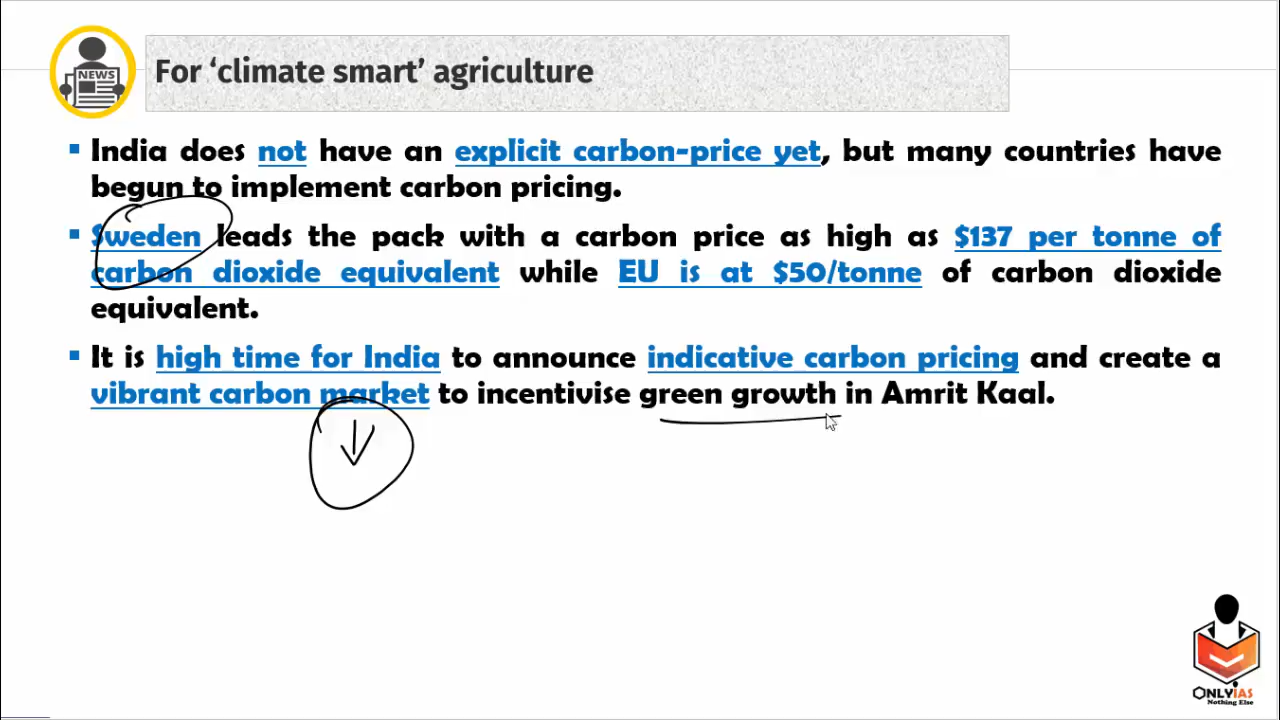 NEWS
For ‘climate smart’ agriculture
India does not have an explicit carbon-price yet, but many countries have
begun to implement carbon pricing.
Sweden leads the pack with a carbon price as high as $137 per tonne of
carbon dioxide equivalent while EU is at $50/tonne of carbon dioxide
equivalent.
It is high time for India to announce indicative carbon pricing and create a
vibrant carbon market to incentivise green growth in Amrit Kaal.
ONLYIAS
Nothing Else